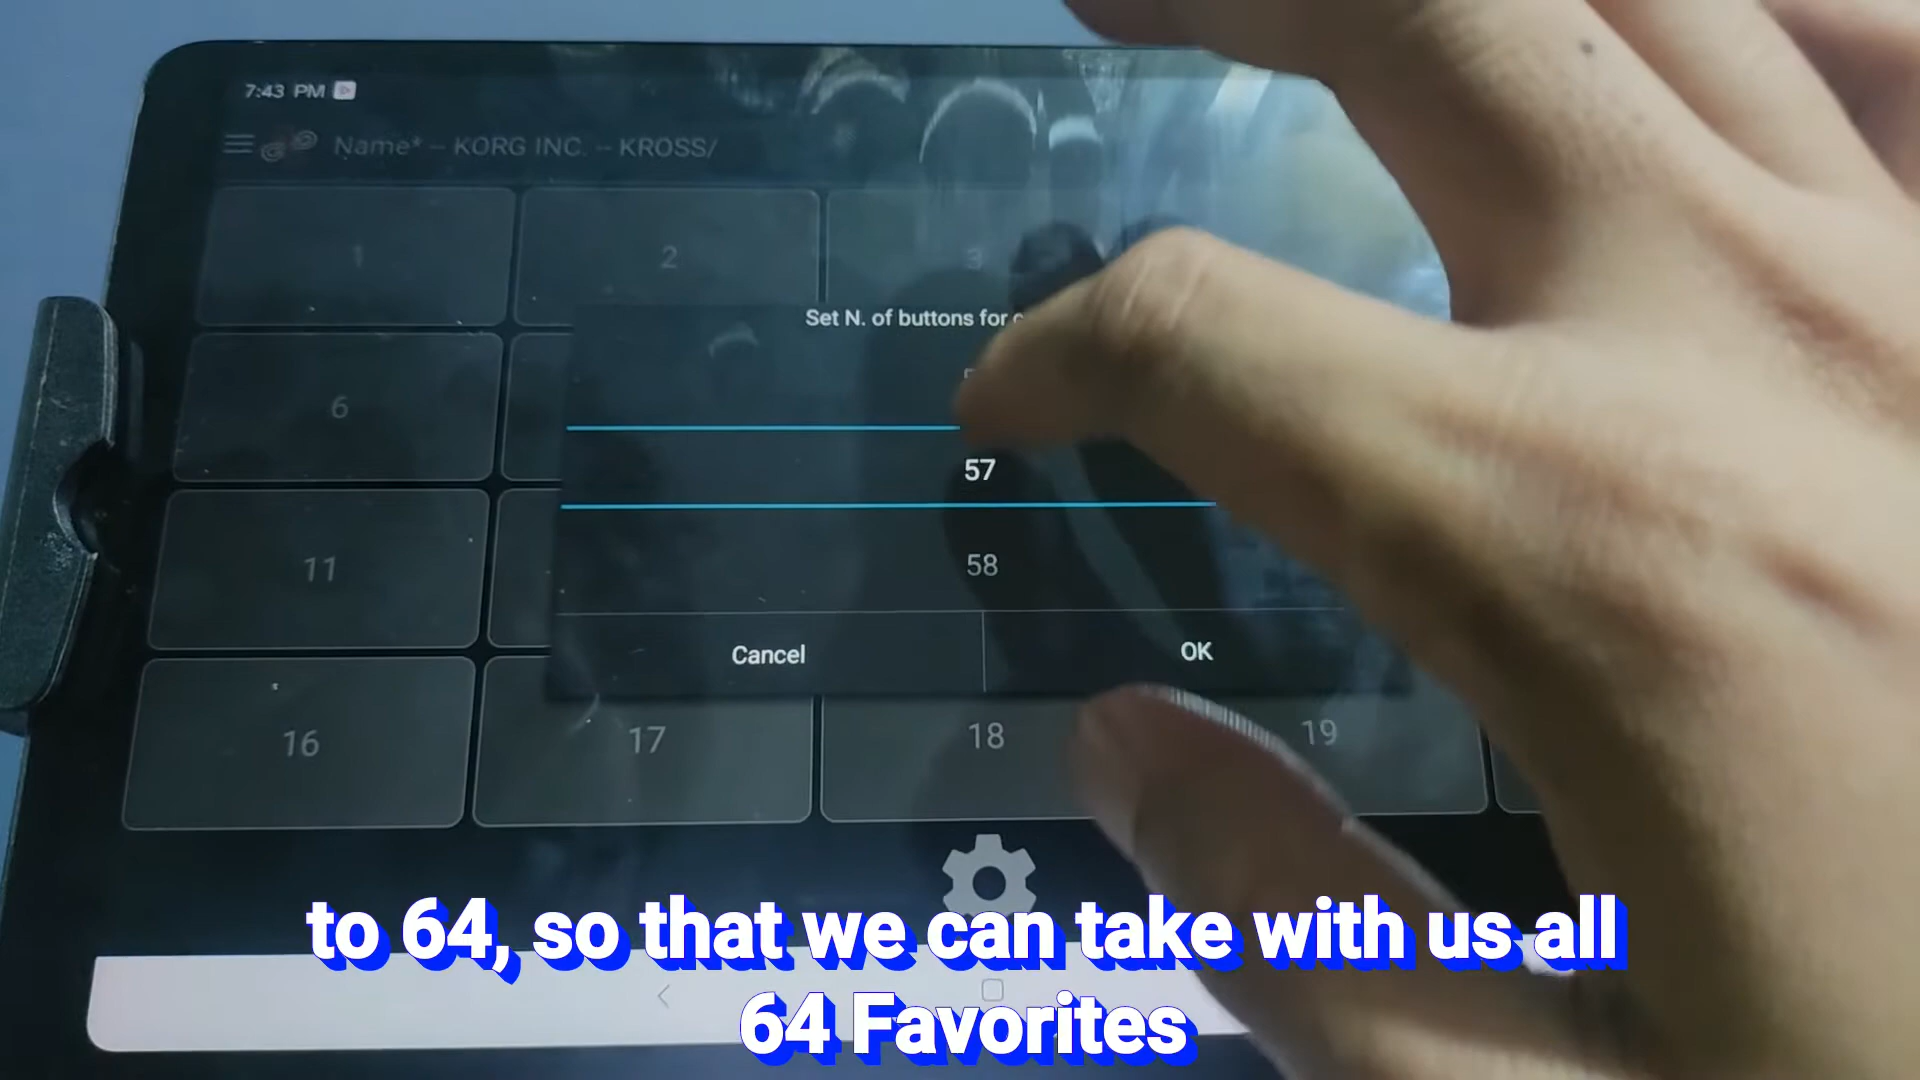 7:43 PM
Name* – KORG INC. – KROSS/
1
2
3
Set N. of buttons for
6
57
11
58
Cancel
OK
16
17
18
19
to 64, so that we can take with us all
64 Favorites